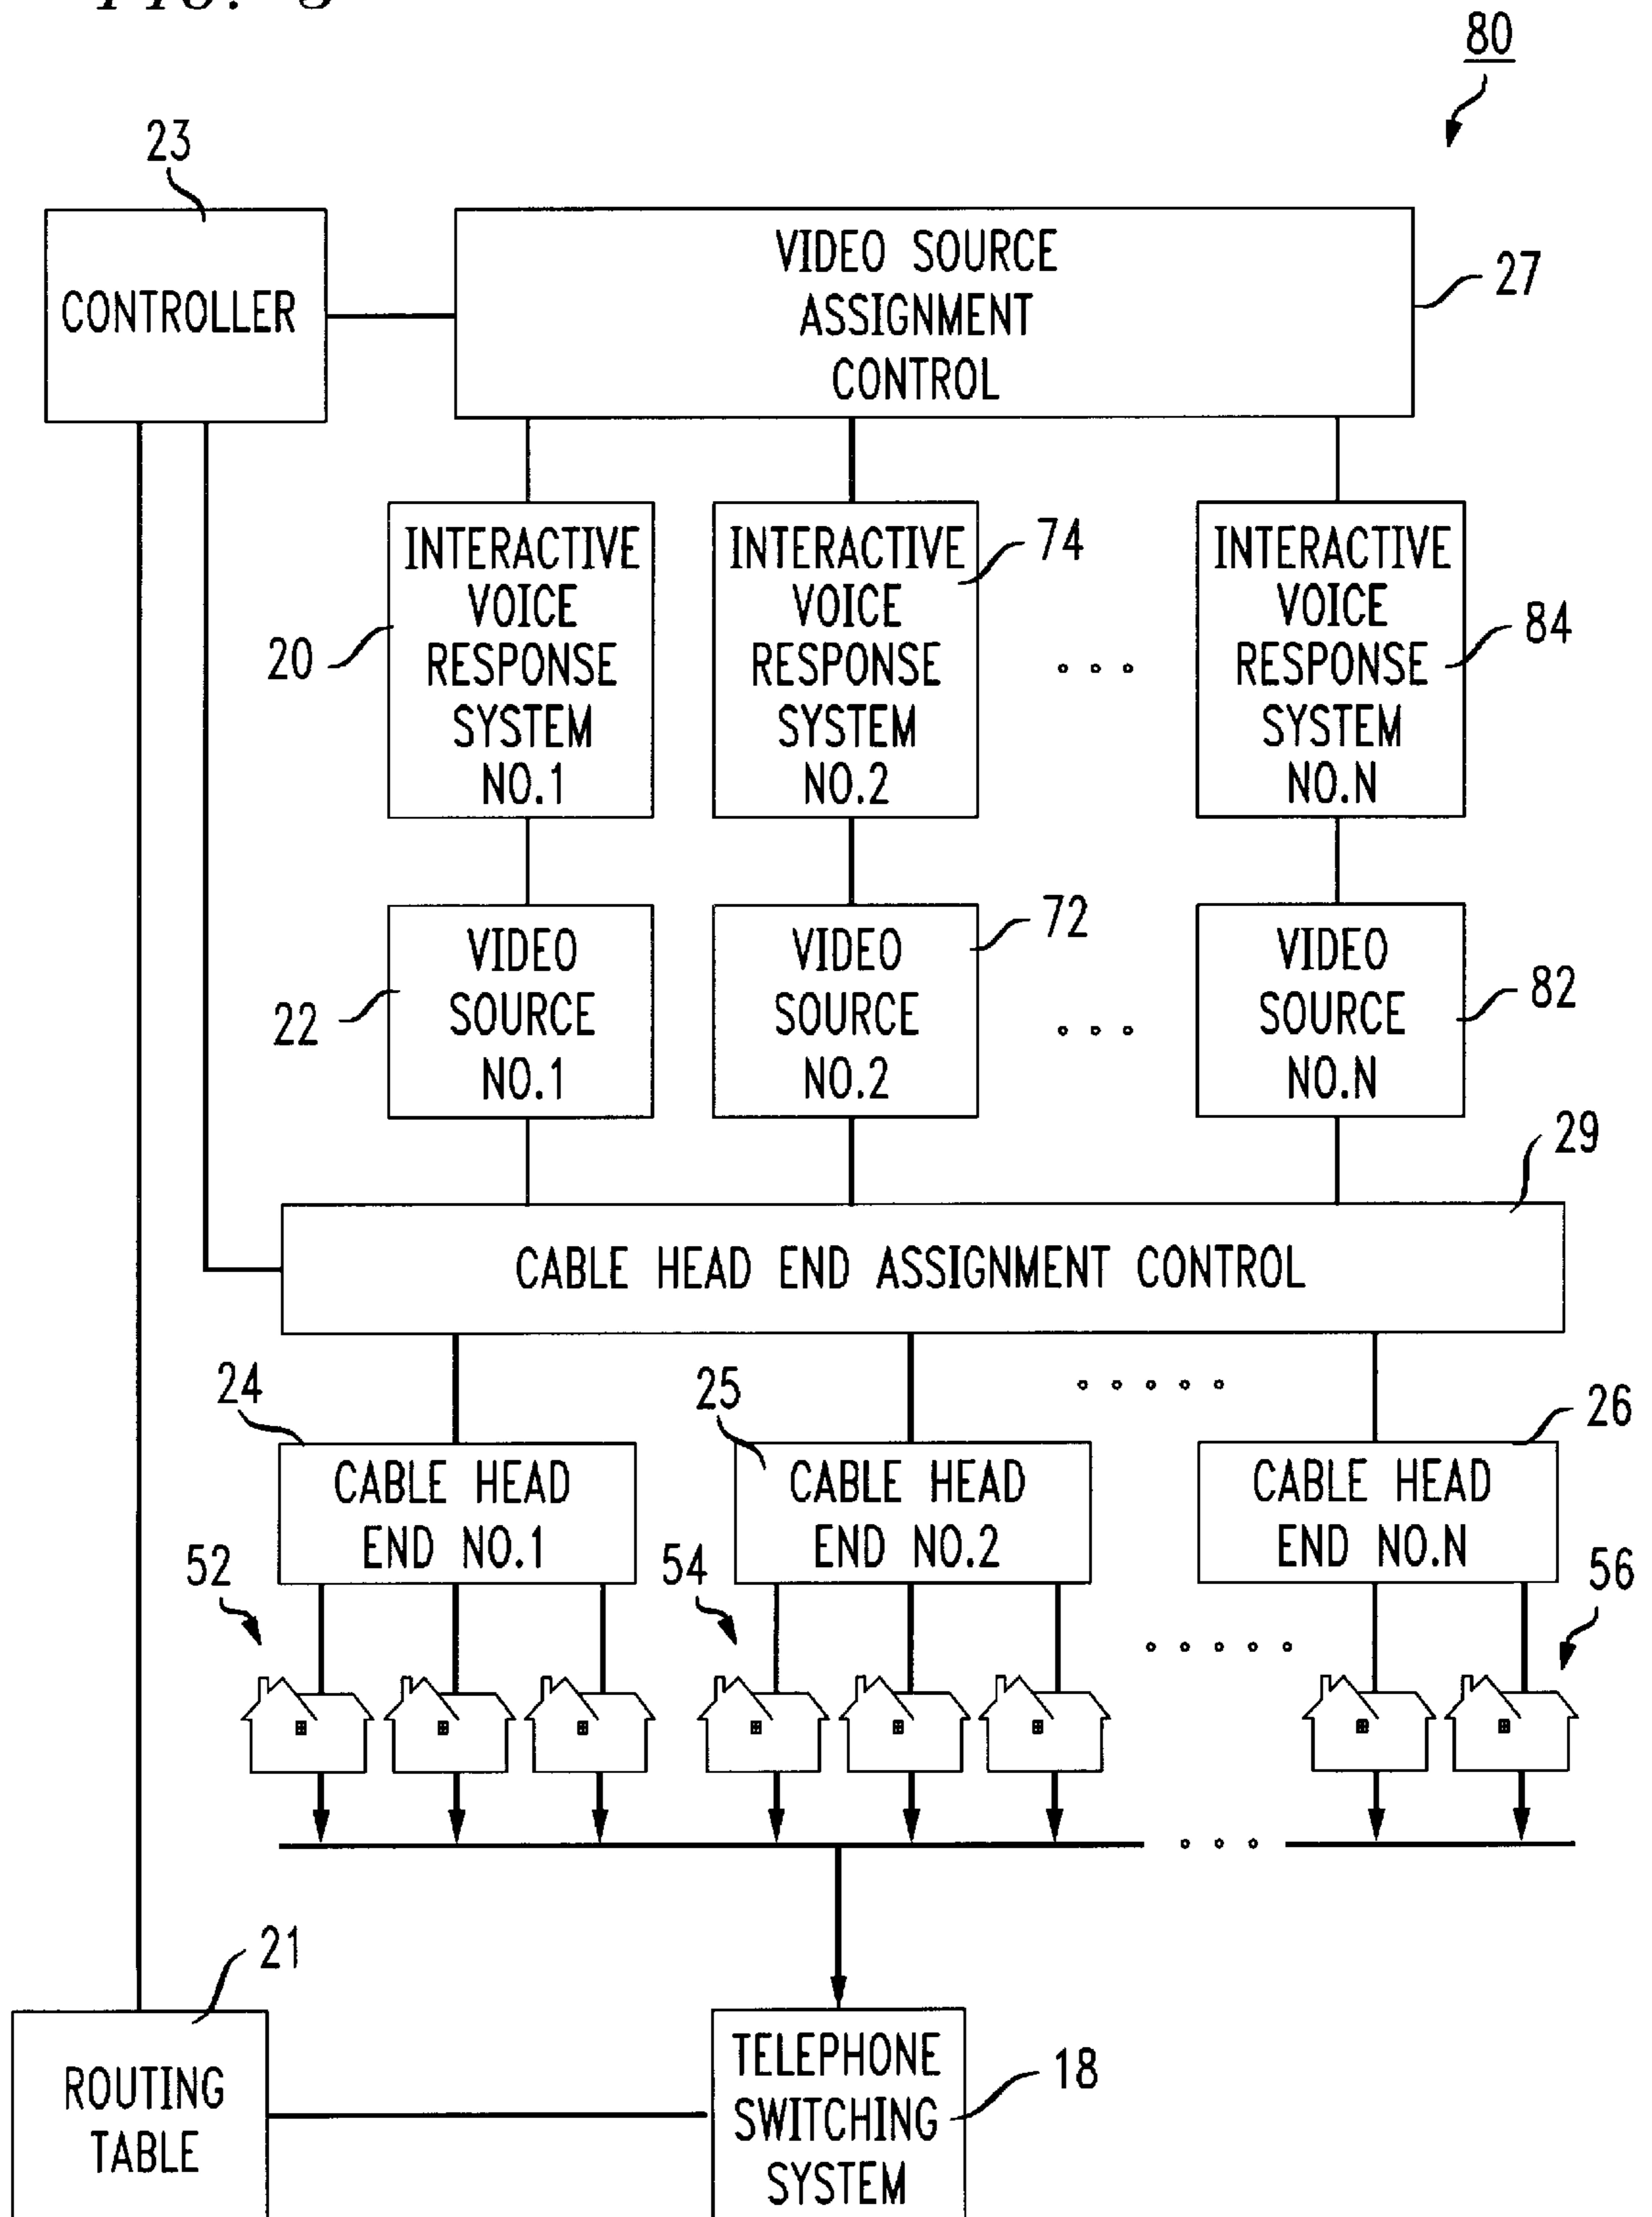 80
23
CONTROLLER
VIDEO SOURCE
ASSIGNMENT
CONTROL
27
INTERACTIVE
VOICE
RESPONSE
SYSTEM
NO.1
20
INTERACTIVE
VOICE
RESPONSE
SYSTEM
NO.2
74
INTERACTIVE
VOICE
RESPONSE
SYSTEM
NO.N
84
VIDEO
SOURCE
NO.1
22
VIDEO
SOURCE
NO.2
72
VIDEO
SOURCE
NO.N
82
29
CABLE HEAD END ASSIGNMENT CONTROL
24
CABLE HEAD
END NO.1
25
CABLE HEAD
END NO.2
26
CABLE HEAD
END NO.N
52
54
56
21
ROUTING
TABLE
TELEPHONE
SWITCHING
SYSTEM
18